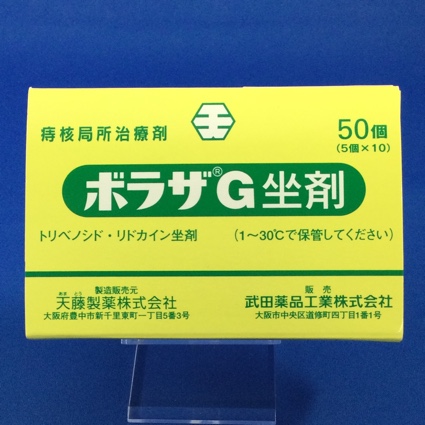 痔核局所治療剤
50個
(5個×10)
ボラザ®G坐剤
トリベノシド・リドカイン坐剤 (1〜30℃で保管してください)
製造販売元
あま とう
天藤製薬株式会社
大阪府豊中市新千里東町一丁目5番3号
販売
武田薬品工業株式会社
大阪市中央区道修町四丁目1番1号